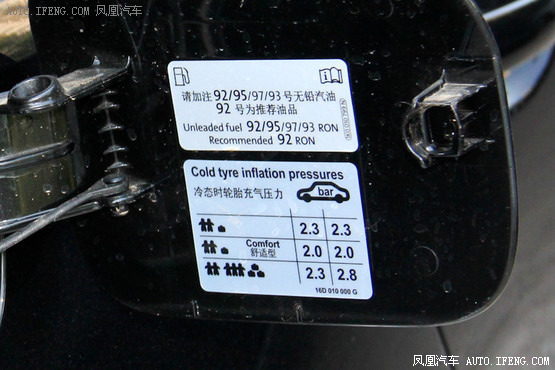 大风号 AUTO.IFENG.COM 凤凰汽车
请加注 92/95/97/93 号无铅汽油
92 号为推荐油品
Unleaded fuel 92/95/97/93 RON
Recommended 92 RON
Cold tyre inflation pressures
冷态时轮胎充气压力
bar
2.3 2.3
Comfort 2.0 2.0
舒适型
2.3 2.8
16D 010 000 G
凤凰汽车 AUTO.IFENG.COM